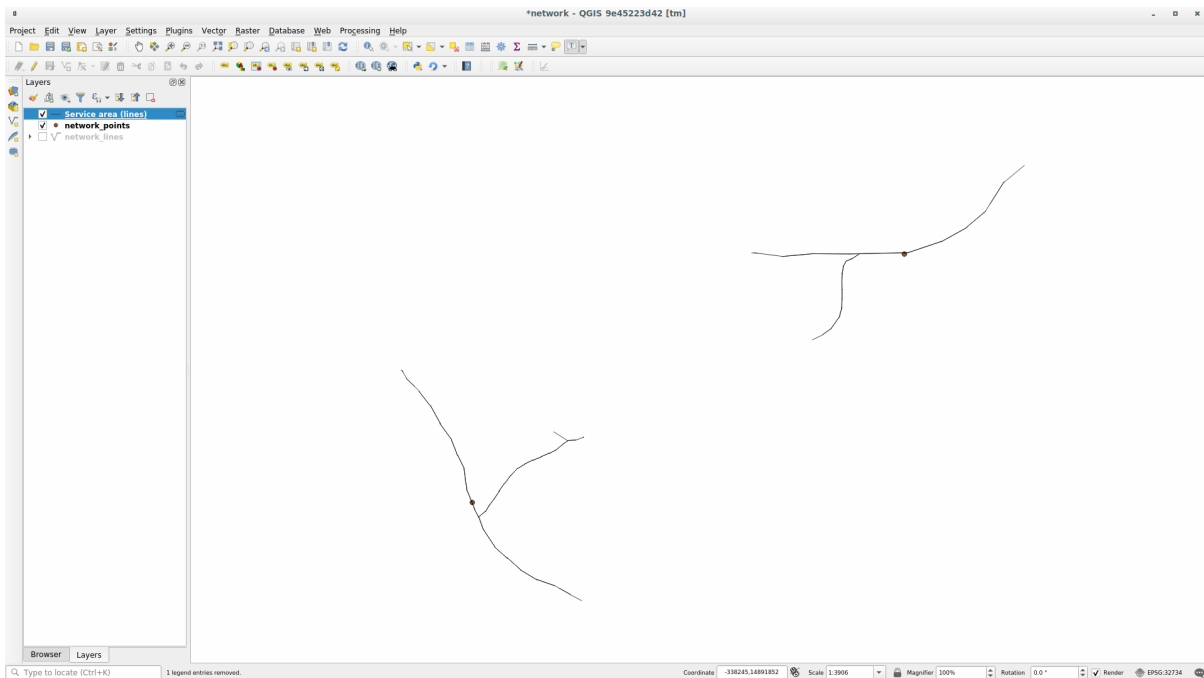 *network - QGIS 9e45223d42 [tm]
Project Edit View Layer Settings Plugins Vector Raster Database Web Processing Help
Layers
Service area (lines)
network_points
network_lines
Browser Layers
Type to locate (Ctrl+K) 1 legend entries removed. Coordinate -338245,14891852 Scale 1:3906 Magnifier 100% Rotation 0.0 ° Render EPSG:32734